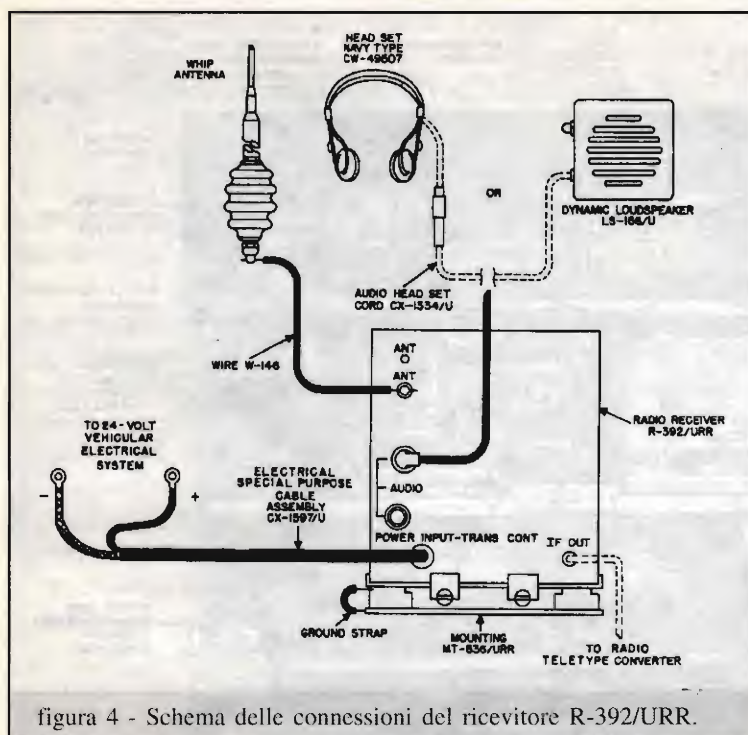 WHIP
ANTENNA
HEAD SET
NAVY TYPE
CW-49507
OR
DYNAMIC LOUDSPEAKER
LS-166/U
AUDIO HEAD SET
CORD CX-1334/U
WIRE W-146
ANT
ANT
RADIO RECEIVER
R-392/URR
TO 24-VOLT
VEHICULAR
ELECTRICAL
SYSTEM
-
+
ELECTRICAL
SPECIAL PURPOSE
CABLE
ASSEMBLY
CX-1597/U
AUDIO
POWER INPUT-TRANS CONT
IF OUT
GROUND STRAP
MOUNTING
MT-836/URR
TO RADIO
TELETYPE CONVERTER
figura 4 - Schema delle connessioni del ricevitore R-392/URR.